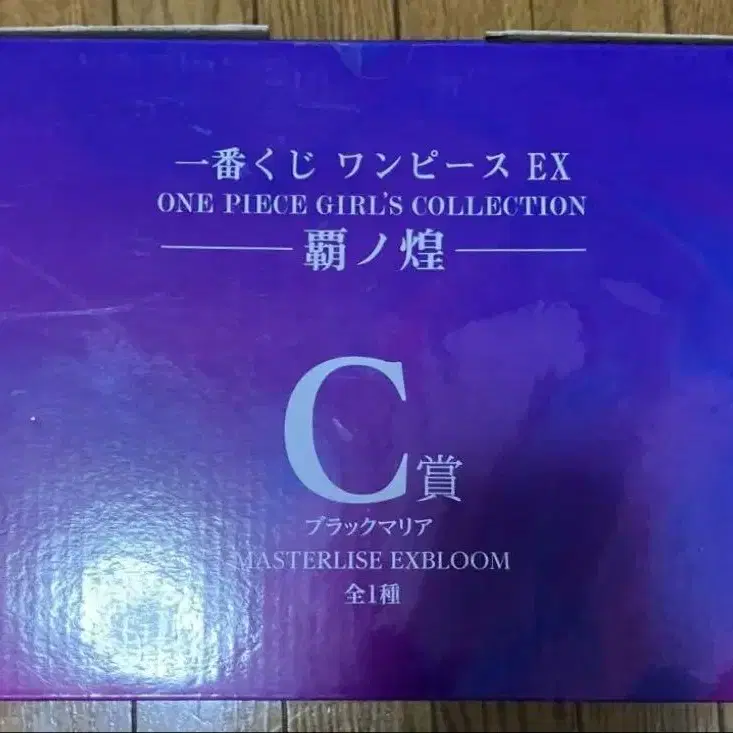 一番くじ ワンピース EX
ONE PIECE GIRL'S COLLECTION
覇ノ煌
C賞
ブラックマリア
MASTERLISE EXBLOOM
全1種